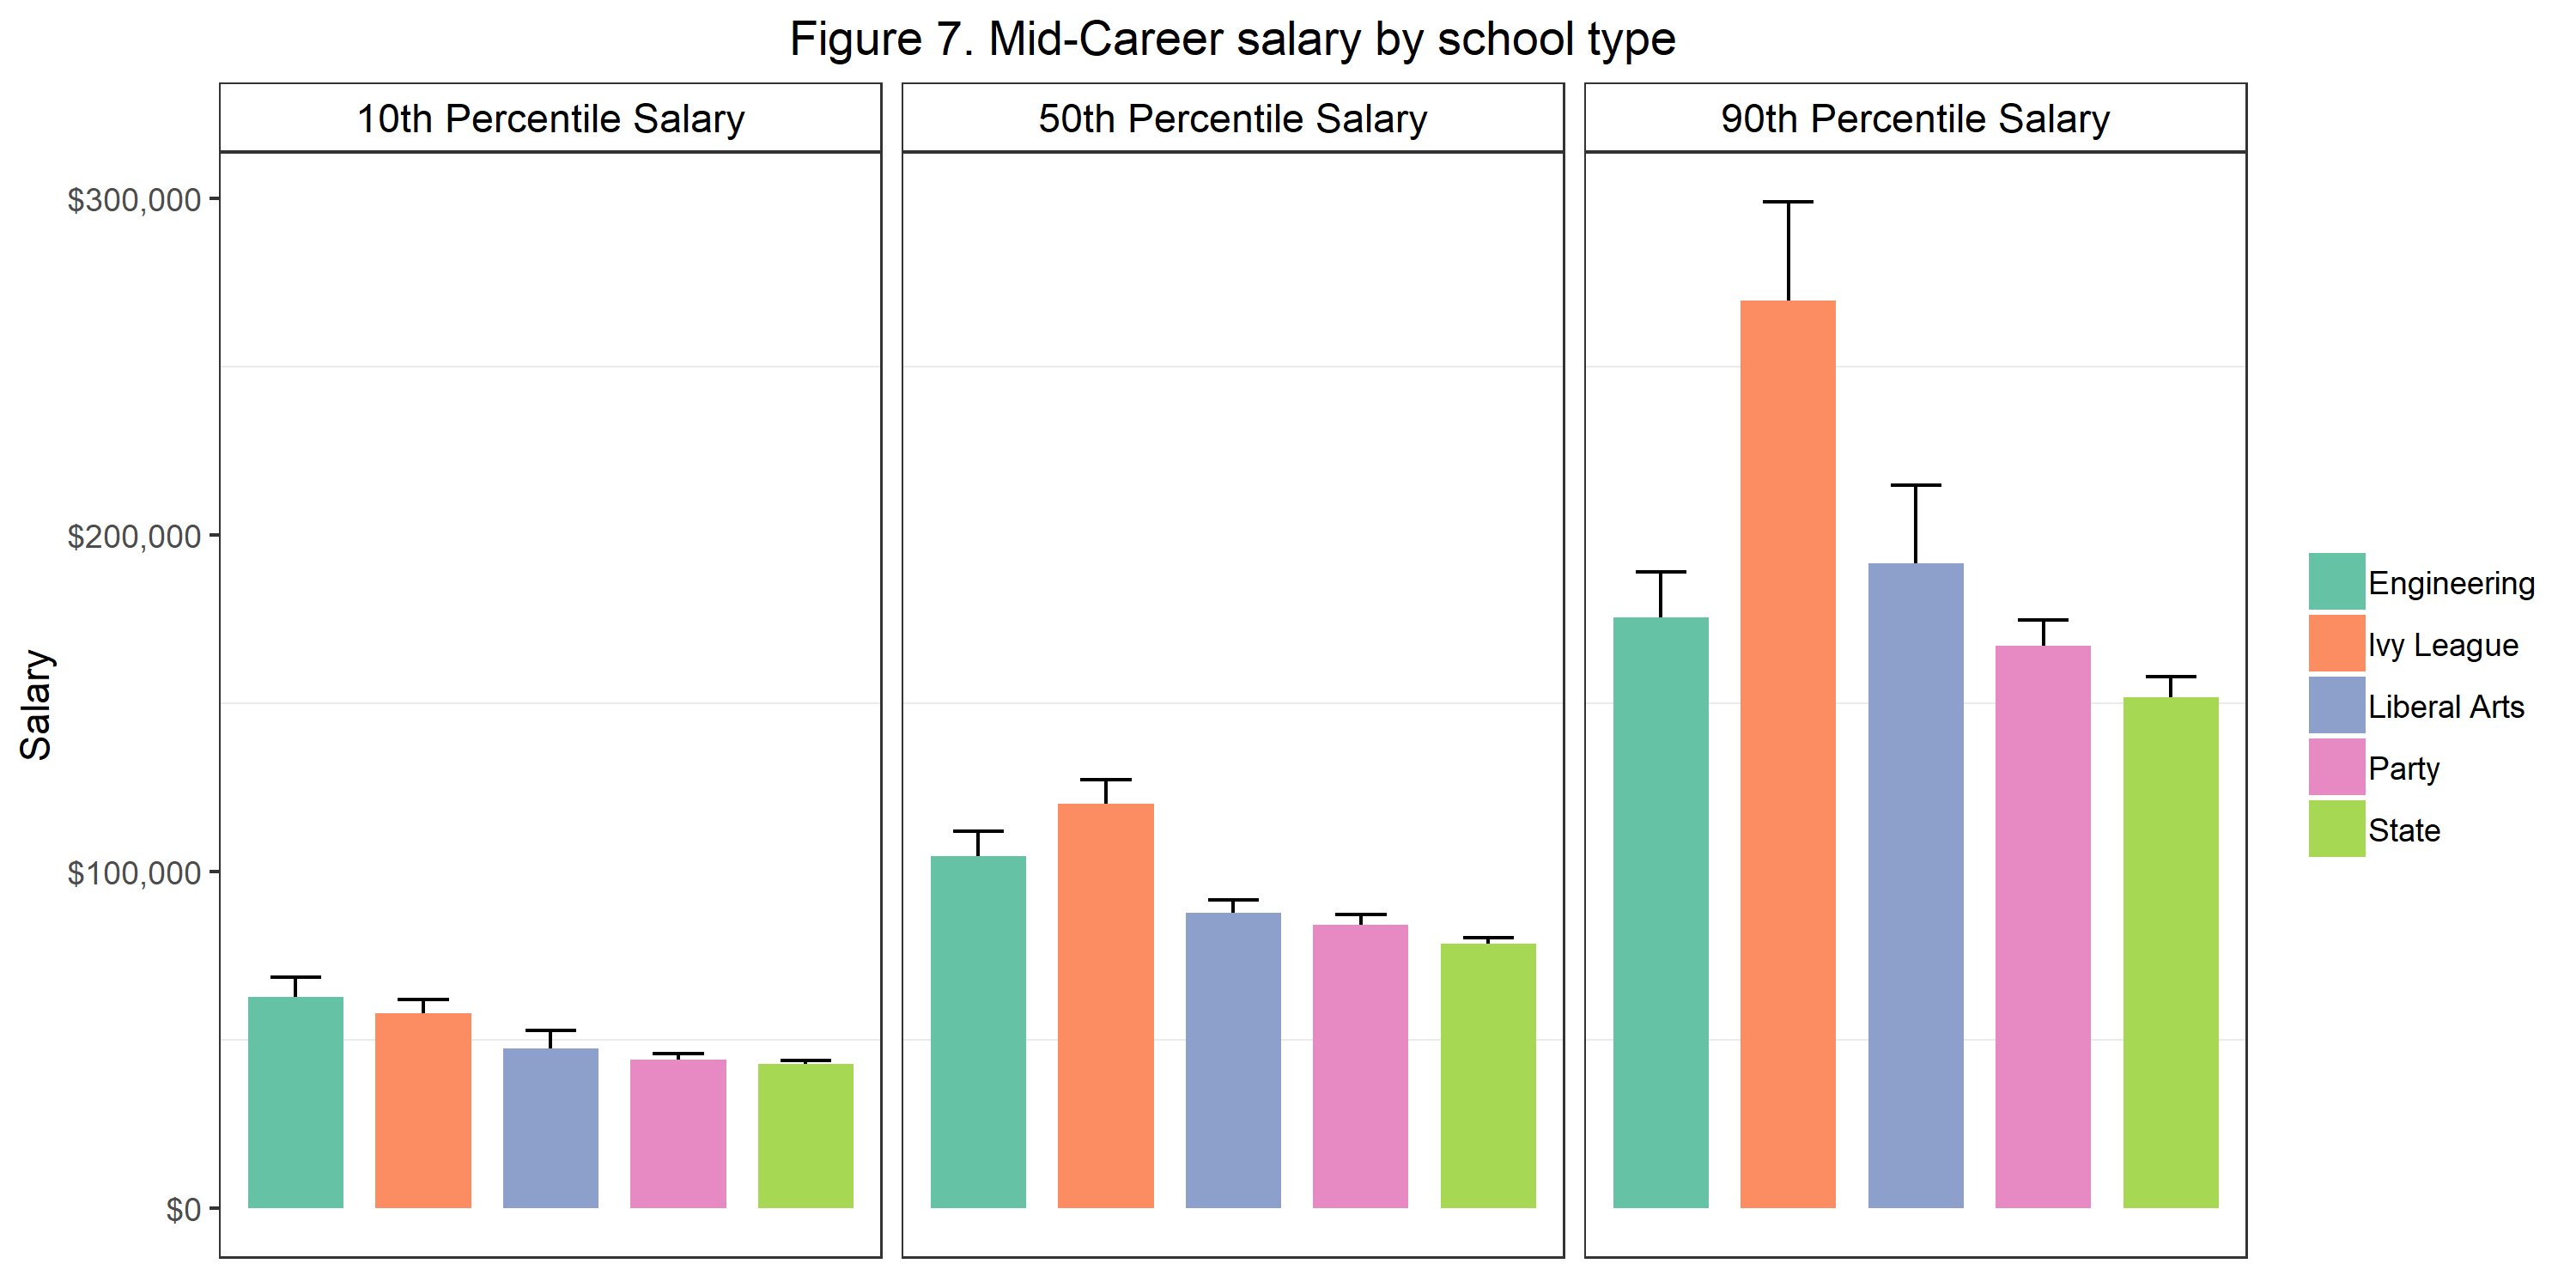 Figure 7. Mid-Career salary by school type
10th Percentile Salary
50th Percentile Salary
90th Percentile Salary
$300,000
$200,000
$100,000
$0
Salary
Engineering
Ivy League
Liberal Arts
Party
State